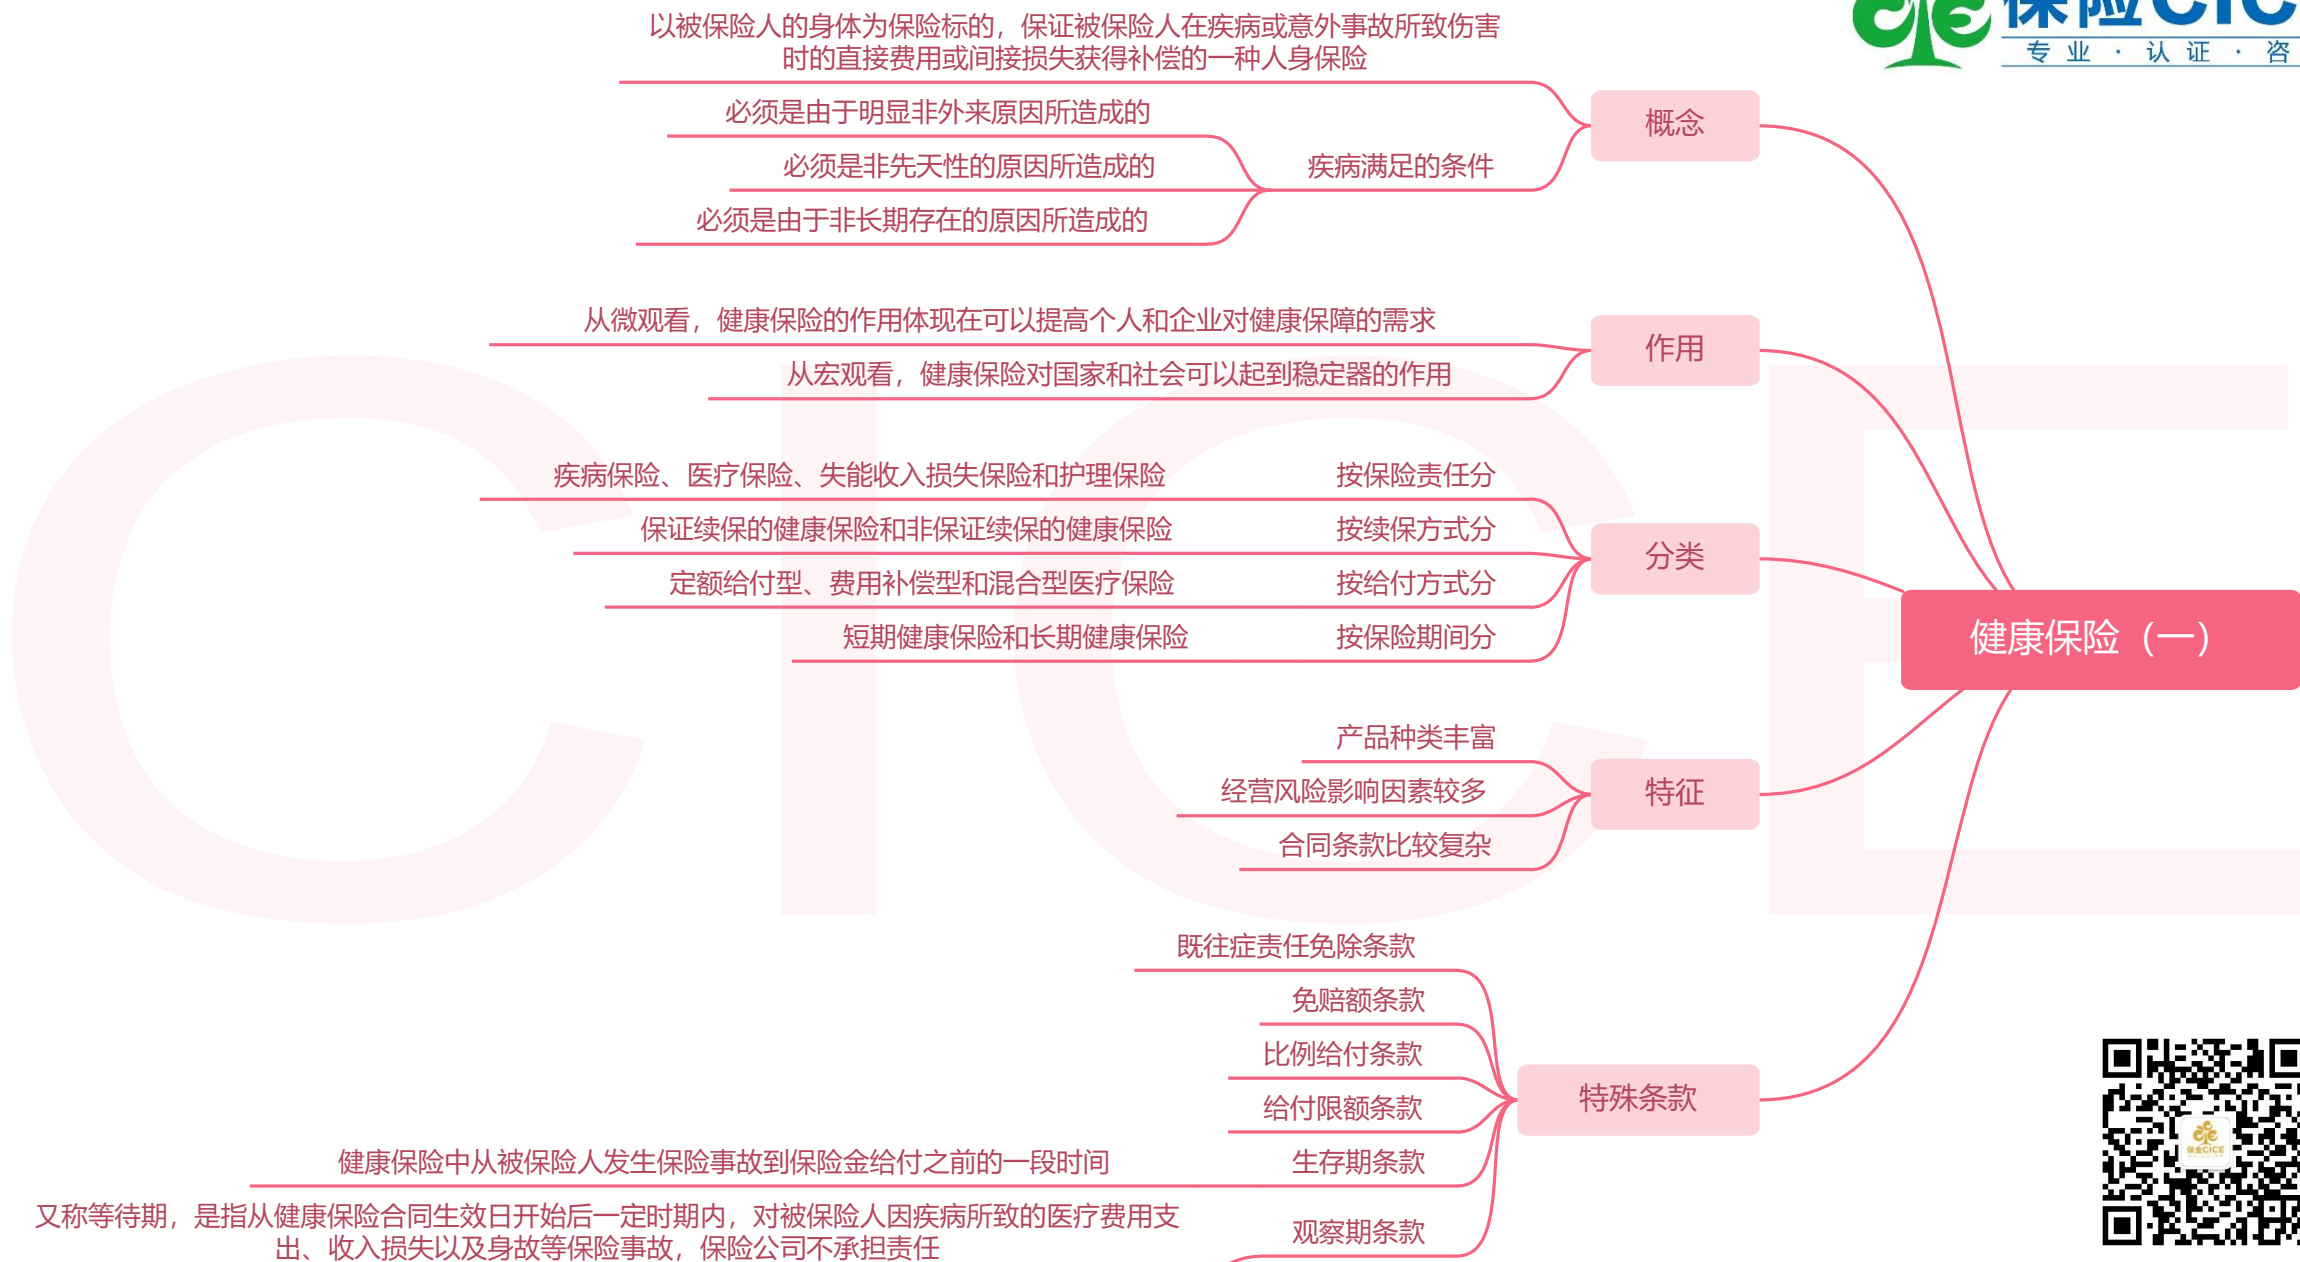 保险CIC
专 业 · 认 证 · 咨
以被保险人的身体为保险标的，保证被保险人在疾病或意外事故所致伤害
时的直接费用或间接损失获得补偿的一种人身保险
概念
必须是由于明显非外来原因所造成的
必须是非先天性的原因所造成的
疾病满足的条件
必须是由于非长期存在的原因所造成的
从微观看，健康保险的作用体现在可以提高个人和企业对健康保障的需求
作用
从宏观看，健康保险对国家和社会可以起到稳定器的作用
疾病保险、医疗保险、失能收入损失保险和护理保险
按保险责任分
保证续保的健康保险和非保证续保的健康保险
按续保方式分
分类
定额给付型、费用补偿型和混合型医疗保险
按给付方式分
短期健康保险和长期健康保险
按保险期间分
健康保险（一）
产品种类丰富
经营风险影响因素较多
特征
合同条款比较复杂
既往症责任免除条款
免赔额条款
比例给付条款
特殊条款
给付限额条款
健康保险中从被保险人发生保险事故到保险金给付之前的一段时间
生存期条款
又称等待期，是指从健康保险合同生效日开始后一定时期内，对被保险人因疾病所致的医疗费用支
出、收入损失以及身故等保险事故，保险公司不承担责任
观察期条款
CICE
保金CICE